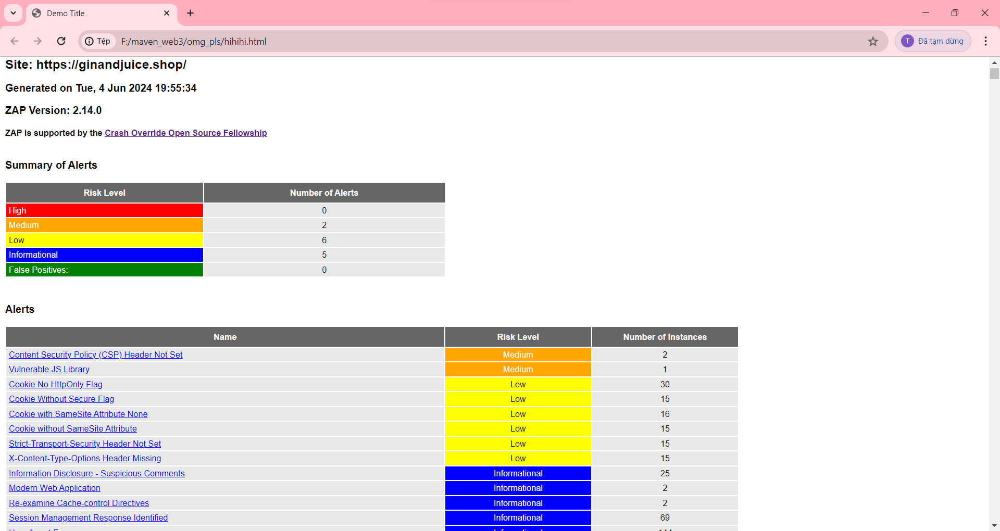 Demo Title
Tệp F:/maven_web3/omg_pls/hihihi.html T Đã tạm dừng
Site: https://ginandjuice.shop/
Generated on Tue, 4 Jun 2024 19:55:34
ZAP Version: 2.14.0
ZAP is supported by the Crash Override Open Source Fellowship
Summary of Alerts
Risk Level Number of Alerts
High 0
Medium 2
Low 6
Informational 5
False Positives: 0
Alerts
Name Risk Level Number of Instances
Content Security Policy (CSP) Header Not Set Medium 2
Vulnerable JS Library Medium 1
Cookie No HttpOnly Flag Low 30
Cookie Without Secure Flag Low 15
Cookie with SameSite Attribute None Low 16
Cookie without SameSite Attribute Low 15
Strict-Transport-Security Header Not Set Low 15
X-Content-Type-Options Header Missing Low 15
Information Disclosure - Suspicious Comments Informational 25
Modern Web Application Informational 2
Re-examine Cache-control Directives Informational 2
Session Management Response Identified Informational 69